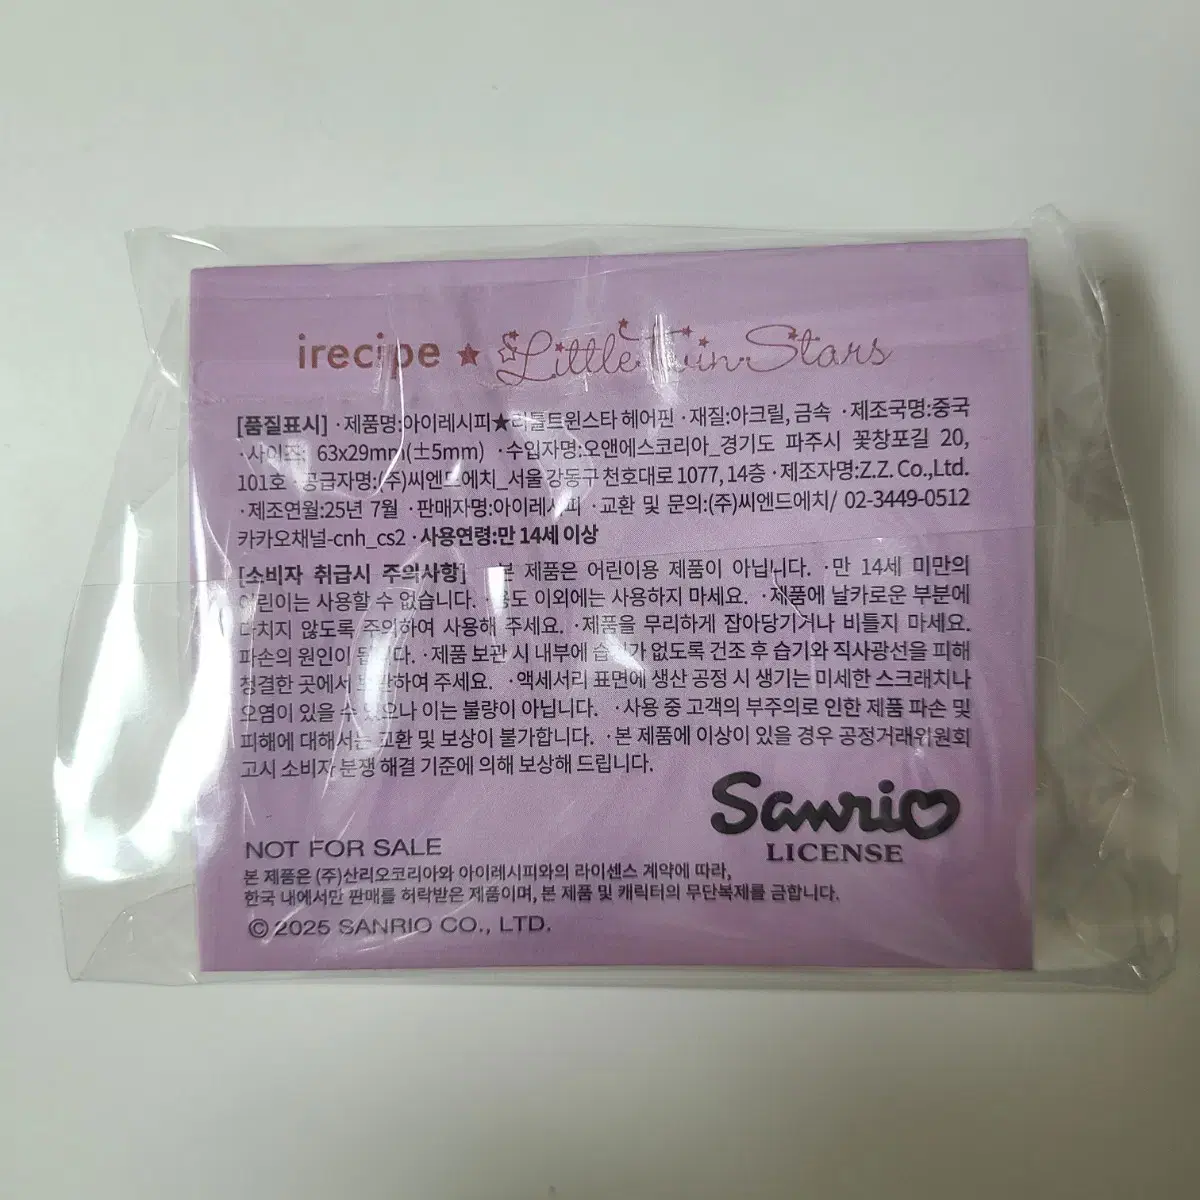 irecipe ★ Little Twin Stars
[품질표시] ·제품명:아이레시피★리틀트윈스타 헤어핀 ·재질:아크릴, 금속 ·제조국명:중국
·사이즈: 63x29mm(±5mm) ·수입자명:오앤에스코리아_경기도 파주시 꽃창포길 20,
101호 ·공급자명:(주)씨엔드에치_서울 강동구 천호대로 1077, 14층 ·제조자명:Z.Z. Co.,Ltd.
·제조연월:25년 7월 ·판매자명:아이레시피 ·교환 및 문의:(주)씨엔드에치/ 02-3449-0512
카카오채널-cnh_cs2 ·사용연령:만 14세 이상
[소비자 취급시 주의사항] ·본 제품은 어린이용 제품이 아닙니다. ·만 14세 미만의
어린이는 사용할 수 없습니다. ·용도 이외에는 사용하지 마세요. ·제품에 날카로운 부분에
다치지 않도록 주의하여 사용해 주세요. ·제품을 무리하게 잡아당기거나 비틀지 마세요.
파손의 원인이 됩니다. ·제품 보관 시 내부에 습기가 없도록 건조 후 습기와 직사광선을 피해
청결한 곳에서 보관하여 주세요. ·액세서리 표면에 생산 공정 시 생기는 미세한 스크래치나
오염이 있을 수 있으나 이는 불량이 아닙니다. ·사용 중 고객의 부주의로 인한 제품 파손 및
피해에 대해서는 교환 및 보상이 불가합니다. ·본 제품에 이상이 있을 경우 공정거래위원회
고시 소비자 분쟁 해결 기준에 의해 보상해 드립니다.
Sanrio
LICENSE
NOT FOR SALE
본 제품은 (주)산리오코리아와 아이레시피와의 라이센스 계약에 따라,
한국 내에서만 판매를 허락받은 제품이며, 본 제품 및 캐릭터의 무단복제를 금합니다.
© 2025 SANRIO CO., LTD.